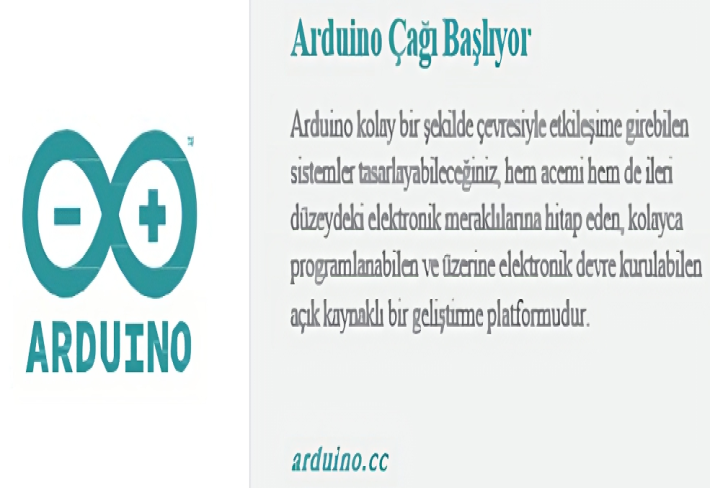 Arduino Çağı Başlıyor
Arduino kolay bir şekilde çevresiyle etkileşime girebilen
sistemler tasarlayabileceğiniz, hem acemi hem de ileri
düzeydeki elektronik meraklılarına hitap eden, kolayca
programlanabilen ve üzerine elektronik devre kurulabilen
açık kaynaklı bir geliştirme platformudur.
ARDUINO
arduino.cc